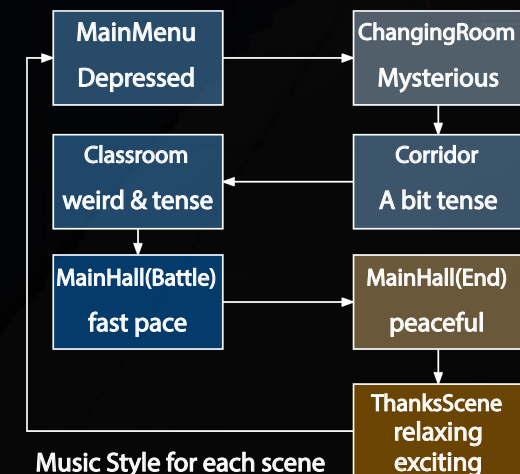 MainMenu
Depressed
ChangingRoom
Mysterious
Classroom
weird & tense
Corridor
A bit tense
MainHall(Battle)
fast pace
MainHall(End)
peaceful
ThanksScene
relaxing
exciting
Music Style for each scene